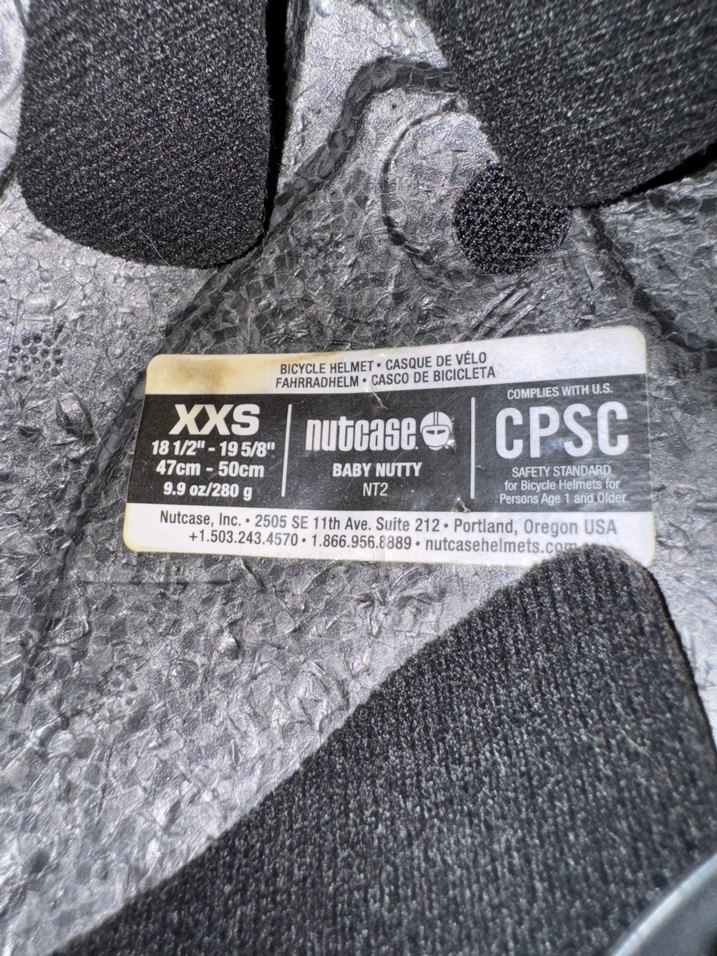 BICYCLE HELMET • CASQUE DE VÉLO
FAHRRADHELM • CASCO DE BICICLETA
XXS
18 1/2" - 19 5/8"
47cm - 50cm
9.9 oz/280 g
nutcase
BABY NUTTY
NT2
COMPLIES WITH U.S.
CPSC
SAFETY STANDARD
for Bicycle Helmets for
Persons Age 1 and Older
Nutcase, Inc. • 2505 SE 11th Ave. Suite 212 • Portland, Oregon USA
+1.503.243.4570 • 1.866.956.8889 • nutcasehelmets.com